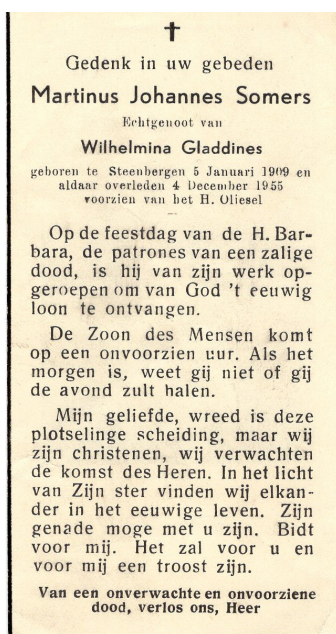 Gedenk in uw gebeden
Martinus Johannes Somers
Echtgenoot van
Wilhelmina Gladdines
geboren te Steenbergen 5 Januari 1909 en
aldaar overleden 4 December 1955
voorzien van het H. Oliesel
Op de feestdag van de H. Bar-
bara, de patrones van een zalige
dood, is hij van zijn werk op-
geroepen om van God 't eeuwig
loon te ontvangen.
De Zoon des Mensen komt
op een onvoorzien uur. Als het
morgen is, weet gij niet of gij
de avond zult halen.
Mijn geliefde, wreed is deze
plotselinge scheiding, maar wij
zijn christenen, wij verwachten
de komst des Heren. In het licht
van Zijn ster vinden wij elkan-
der in het eeuwige leven. Zijn
genade moge met u zijn. Bidt
voor mij. Het zal voor u en
voor mij een troost zijn.
Van een onverwachte en onvoorziene
dood, verlos ons, Heer